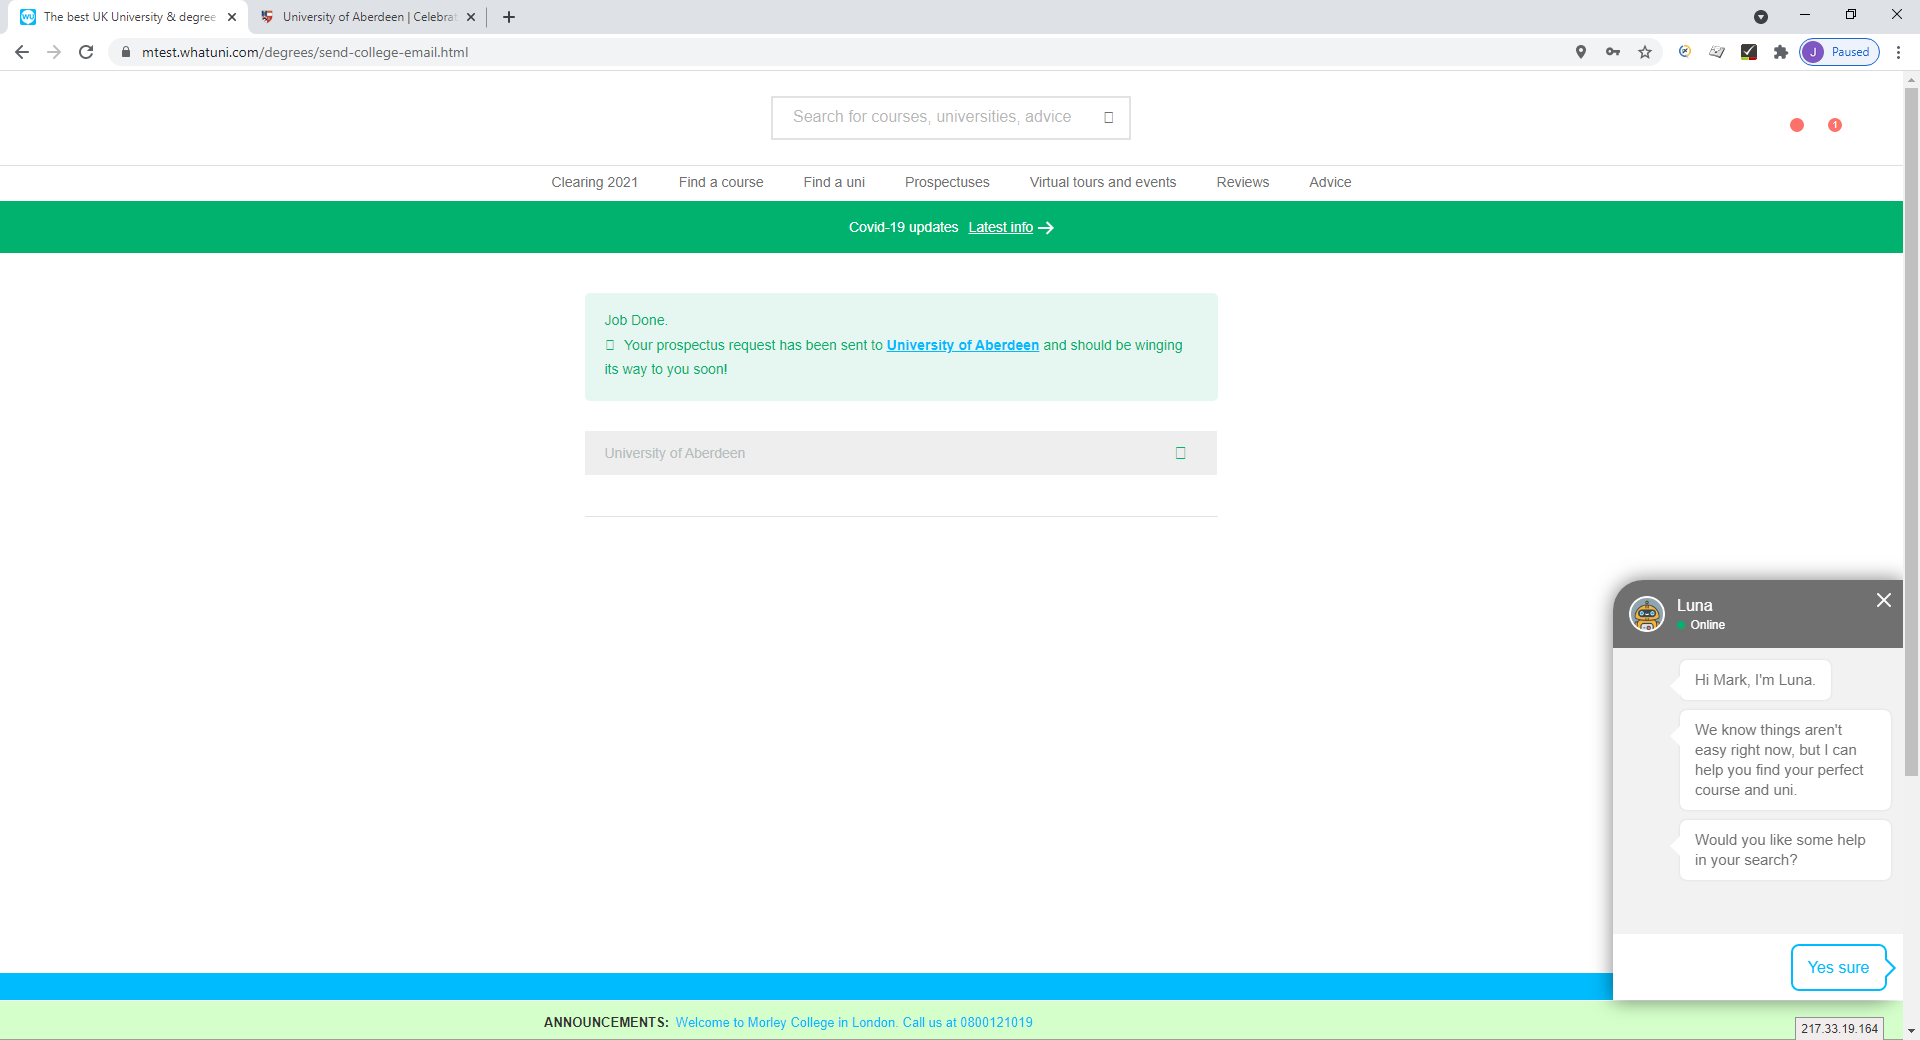 The best UK University & degree
University of Aberdeen | Celebrat
mtest.whatuni.com/degrees/send-college-email.html
J Paused
Search for courses, universities, advice
1
Clearing 2021 Find a course Find a uni Prospectuses Virtual tours and events Reviews Advice
Covid-19 updates Latest info
Job Done.
Your prospectus request has been sent to University of Aberdeen and should be winging
its way to you soon!
University of Aberdeen
Luna
Online
Hi Mark, I'm Luna.
We know things aren't
easy right now, but I can
help you find your perfect
course and uni.
Would you like some help
in your search?
Yes sure
ANNOUNCEMENTS: Welcome to Morley College in London. Call us at 0800121019
217.33.19.164